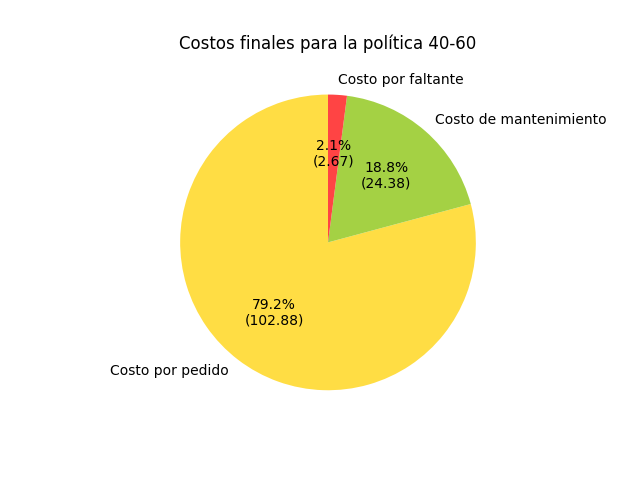 Costos finales para la política 40-60
Costo por faltante
Costo de mantenimiento
2.1%
(2.67)
18.8%
(24.38)
79.2%
(102.88)
Costo por pedido